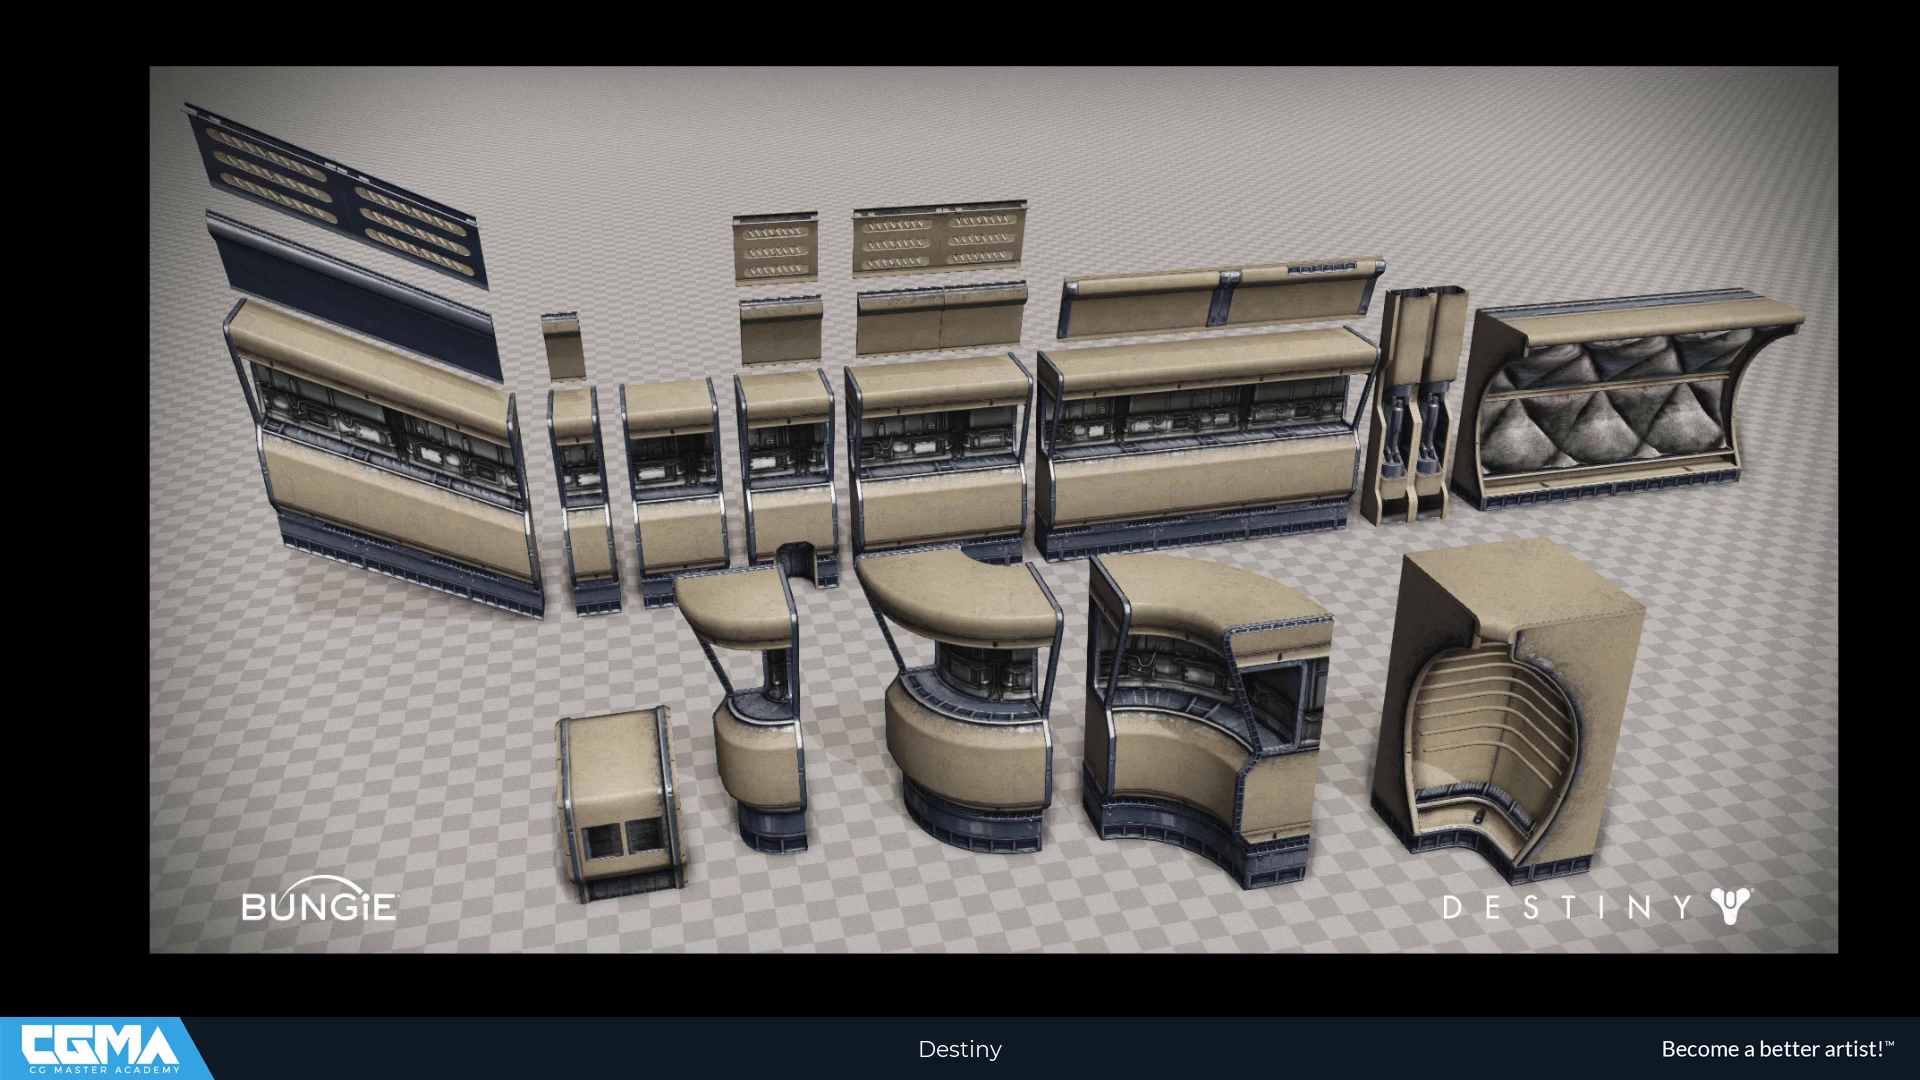 BUNGiE
DESTINY
CGMA
CG MASTER ACADEMY
Destiny
Become a better artist!™